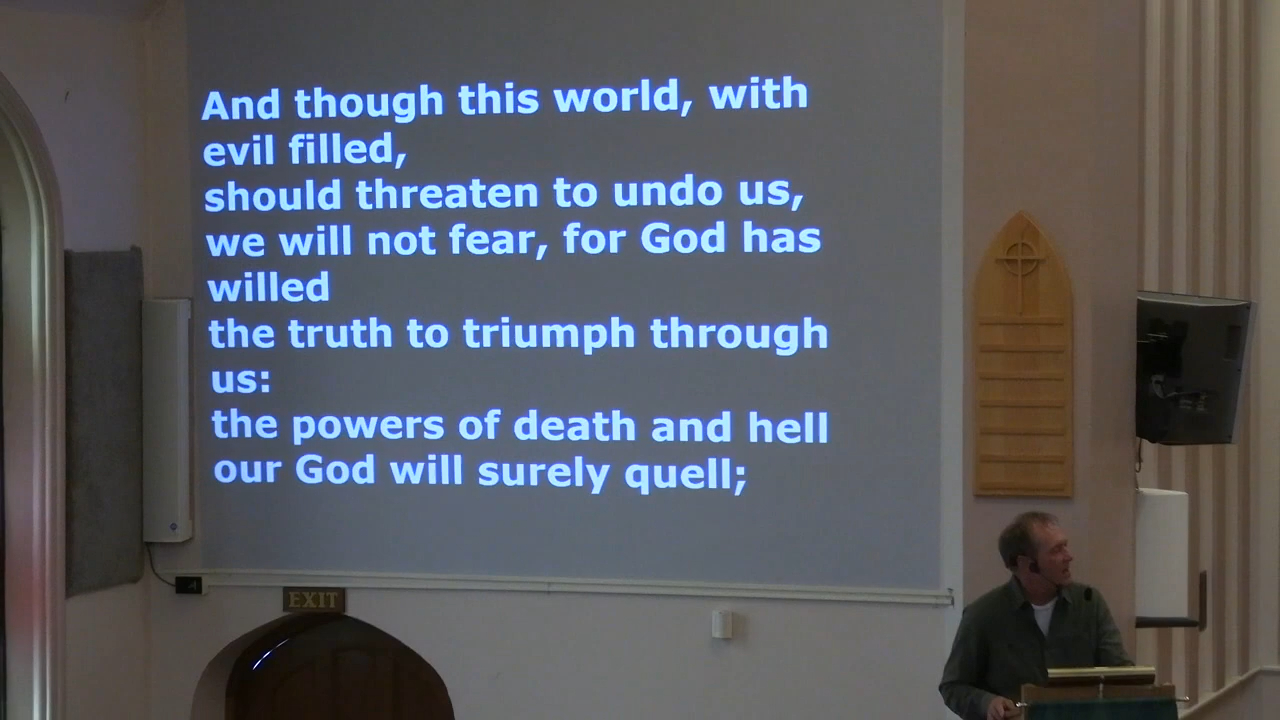 And though this world, with
evil filled,
should threaten to undo us,
we will not fear, for God has
willed
the truth to triumph through
us:
the powers of death and hell
our God will surely quell;
EXIT